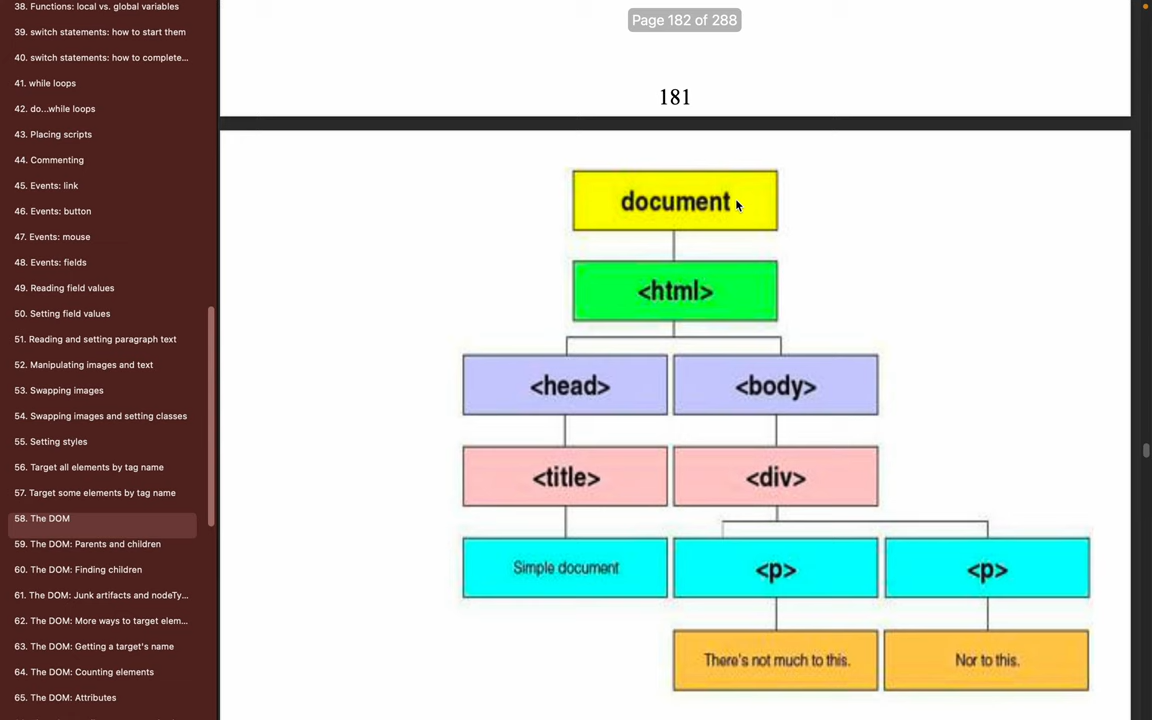 38. Functions: local vs. global variables
39. switch statements: how to start them
40. switch statements: how to complete...
41. while loops
42. do...while loops
43. Placing scripts
44. Commenting
45. Events: link
46. Events: button
47. Events: mouse
48. Events: fields
49. Reading field values
50. Setting field values
51. Reading and setting paragraph text
52. Manipulating images and text
53. Swapping images
54. Swapping images and setting classes
55. Setting styles
56. Target all elements by tag name
57. Target some elements by tag name
58. The DOM
59. The DOM: Parents and children
60. The DOM: Finding children
61. The DOM: Junk artifacts and nodeTy...
62. The DOM: More ways to target elem...
63. The DOM: Getting a target's name
64. The DOM: Counting elements
65. The DOM: Attributes
Page 182 of 288
181
document
<html>
<head> <body>
<title> <div>
Simple document <p> <p>
There's not much to this. Nor to this.